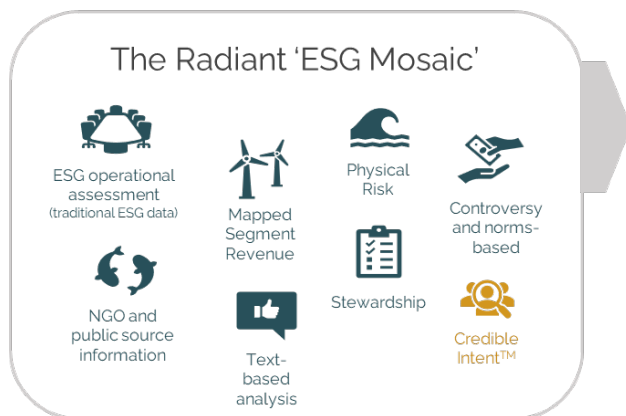 The Radiant ‘ESG Mosaic’
ESG operational
assessment
(traditional ESG data)
Mapped
Segment
Revenue
Physical
Risk
Controversy
and norms-
based
NGO and
public source
information
Text-
based
analysis
Stewardship
Credible
Intent™